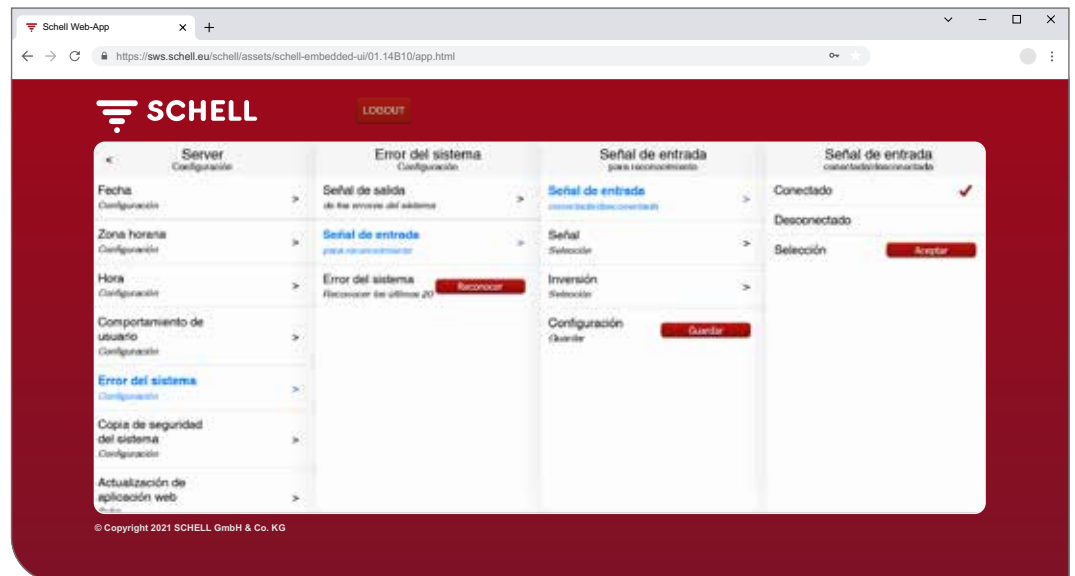 Schell Web-App
https://sws.schell.eu/schell/assets/schell-embedded-ui/01.14B10/app.html
SCHELL
LOGOUT
< Server
Configuración
Fecha >
Configuración
Zona horaria >
Configuración
Hora >
Configuración
Comportamiento de
usuario >
Configuración
Error del sistema >
Configuración
Copia de seguridad
del sistema >
Configuración
Actualización de
aplicación web >
Error del sistema
Configuración
Señal de salida >
de los errores del sistema
Señal de entrada >
para reconocimiento
Error del sistema
Reconocer los últimos 20
Reconocer
Señal de entrada
para reconocimiento
Señal de entrada >
conectado/desconectado
Señal >
Selección
Inversión >
Selección
Configuración
Guardar
Guardar
Señal de entrada
conectado/desconectado
Conectado
Desconectado
Selección
Aceptar
© Copyright 2021 SCHELL GmbH & Co. KG